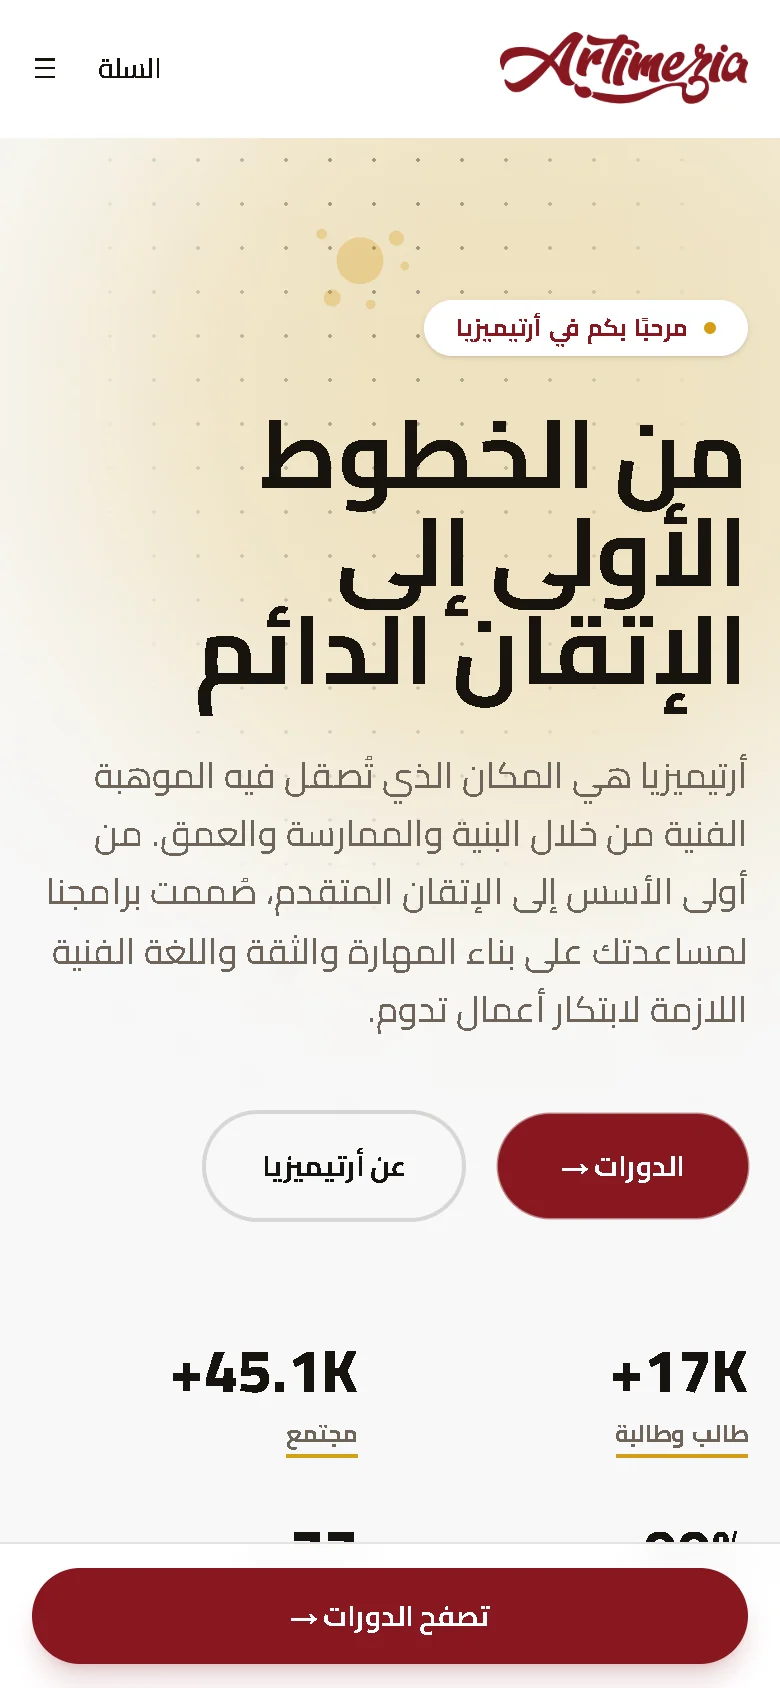 Artimezia
السلة
☰
مرحبًا بكم في أرتيميزيا
من الخطوط
الأولى إلى
الإتقان الدائم
أرتيميزيا هي المكان الذي تُصقل فيه الموهبة
الفنية من خلال البنية والممارسة والعمق. من
أولى الأسس إلى الإتقان المتقدم، صُممت برامجنا
لمساعدتك على بناء المهارة والثقة واللغة الفنية
اللازمة لابتكار أعمال تدوم.
الدورات →
عن أرتيميزيا
+17K
طالب وطالبة
+45.1K
مجتمع
تصفح الدورات →